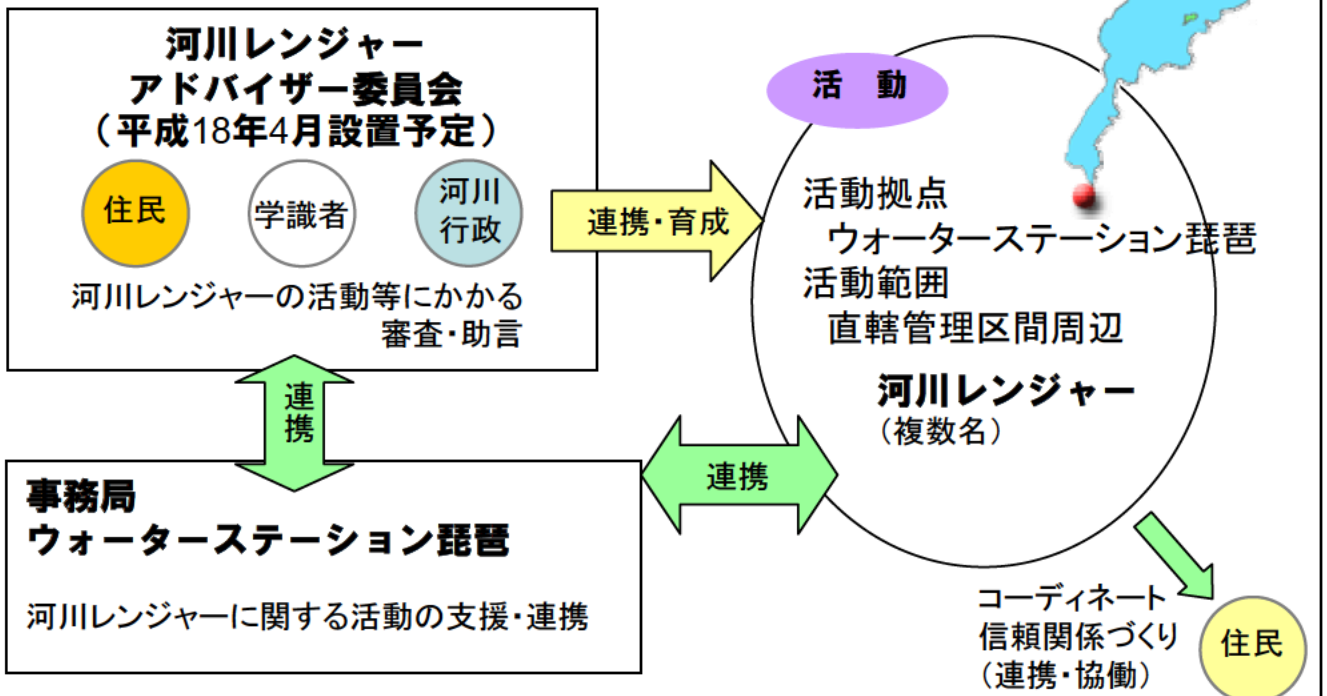 河川レンジャー
アドバイザー委員会
（平成18年4月設置予定）
住民
学識者
河川
行政
河川レンジャーの活動等にかかる
審査・助言
連携・育成
活　動
活動拠点
ウォーターステーション琵琶
活動範囲
直轄管理区間周辺
河川レンジャー
（複数名）
連
携
連携
事務局
ウォーターステーション琵琶
河川レンジャーに関する活動の支援・連携
コーディネート
信頼関係づくり
（連携・協働）
住民